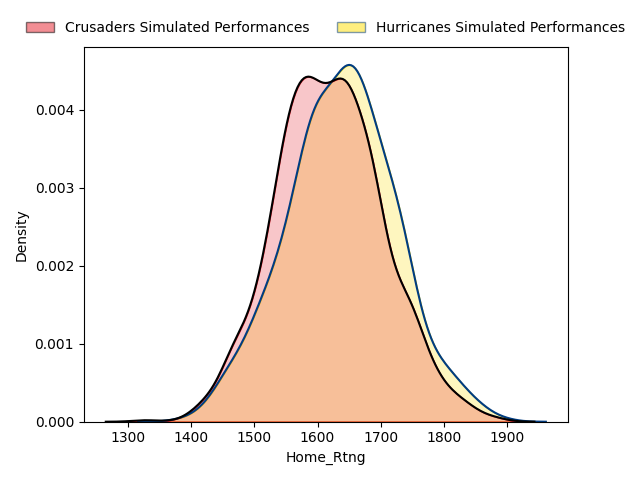 Crusaders Simulated Performances Hurricanes Simulated Performances
0.004
0.003
0.002
0.001
0.000
Density
1300 1400 1500 1600 1700 1800 1900
Home_Rtng